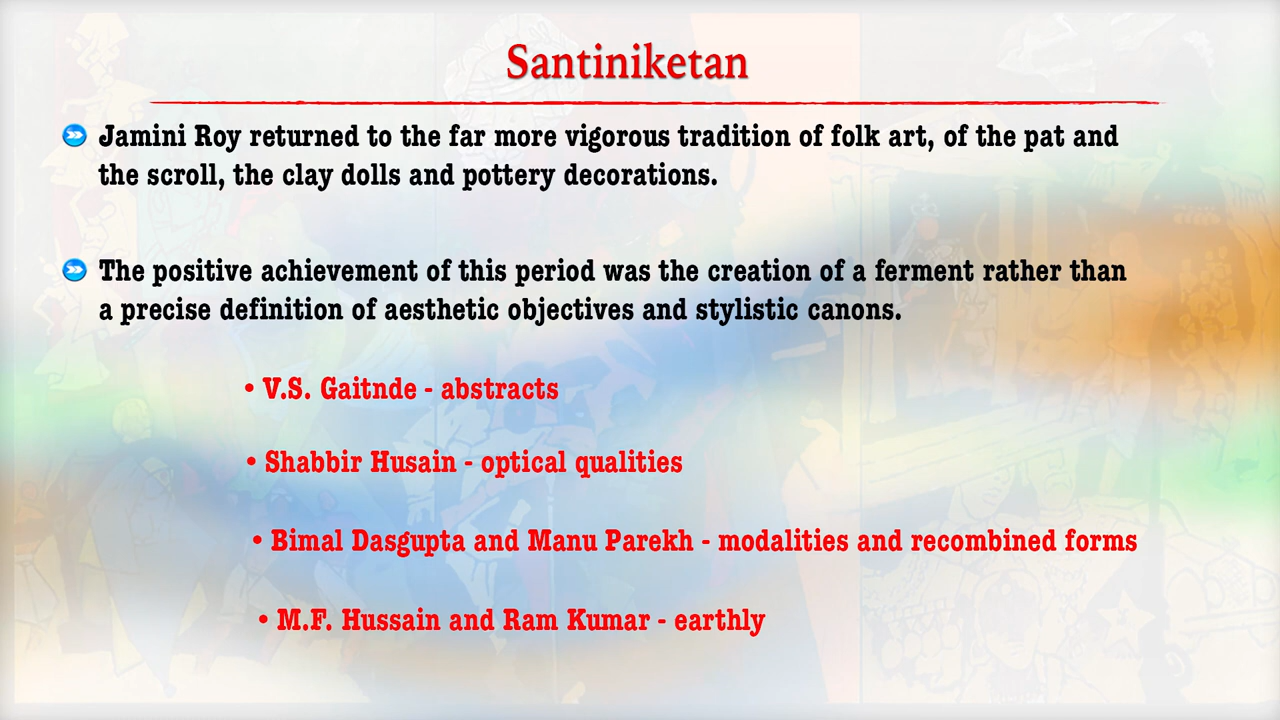 Santiniketan
Jamini Roy returned to the far more vigorous tradition of folk art, of the pat and
the scroll, the clay dolls and pottery decorations.
The positive achievement of this period was the creation of a ferment rather than
a precise definition of aesthetic objectives and stylistic canons.
• V.S. Gaitnde - abstracts
• Shabbir Husain - optical qualities
• Bimal Dasgupta and Manu Parekh - modalities and recombined forms
• M.F. Hussain and Ram Kumar - earthly